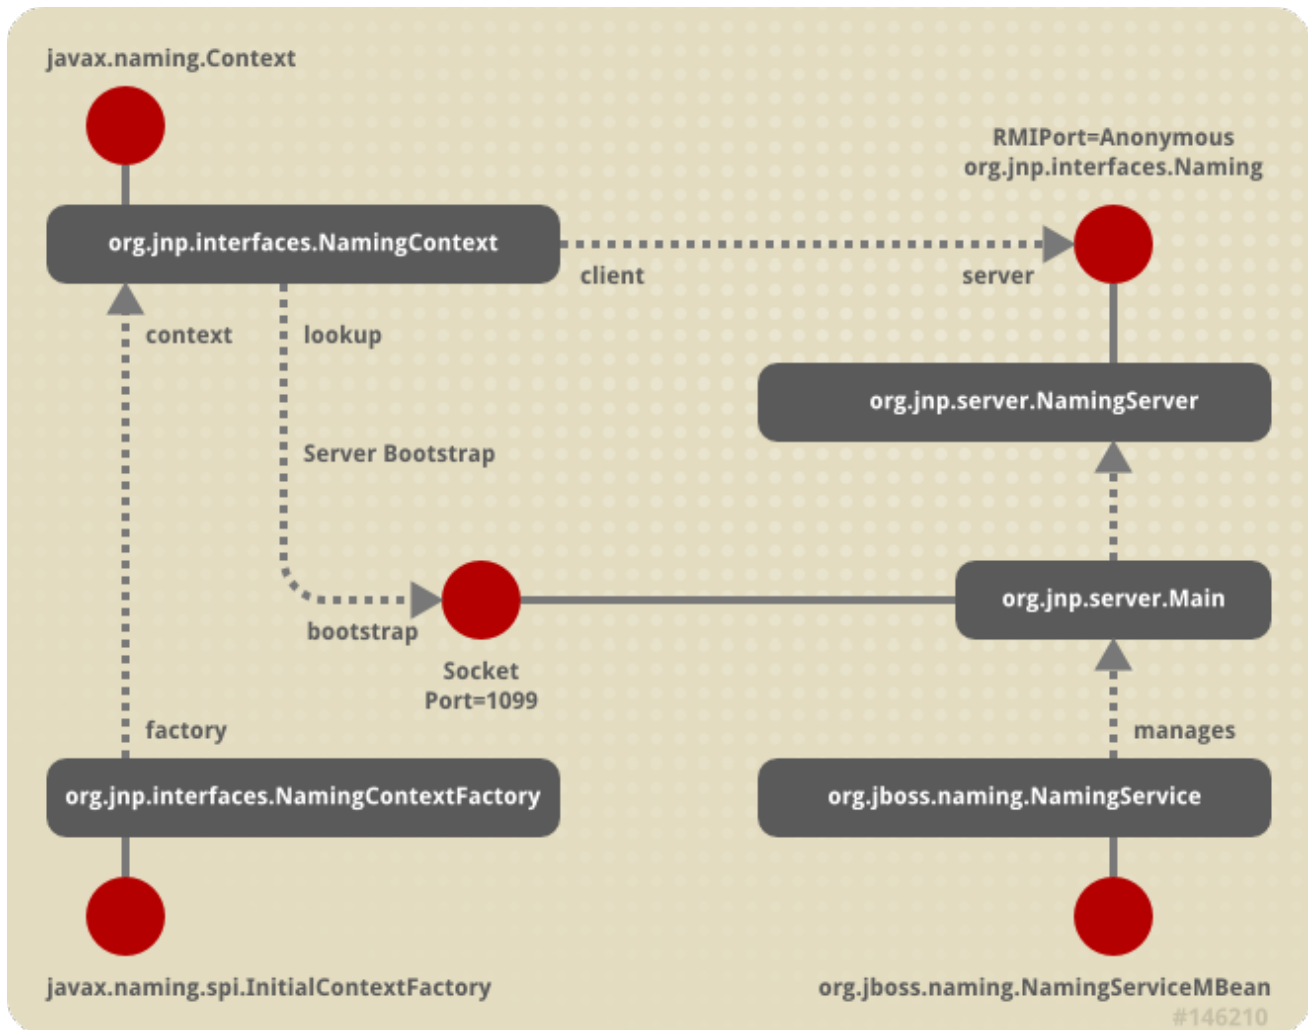 javax.naming.Context
RMIPort=Anonymous
org.jnp.interfaces.Naming
org.jnp.interfaces.NamingContext
client
server
context
lookup
org.jnp.server.NamingServer
Server Bootstrap
org.jnp.server.Main
bootstrap
Socket
Port=1099
factory
manages
org.jnp.interfaces.NamingContextFactory
org.jboss.naming.NamingService
javax.naming.spi.InitialContextFactory
org.jboss.naming.NamingServiceMBean
#146210